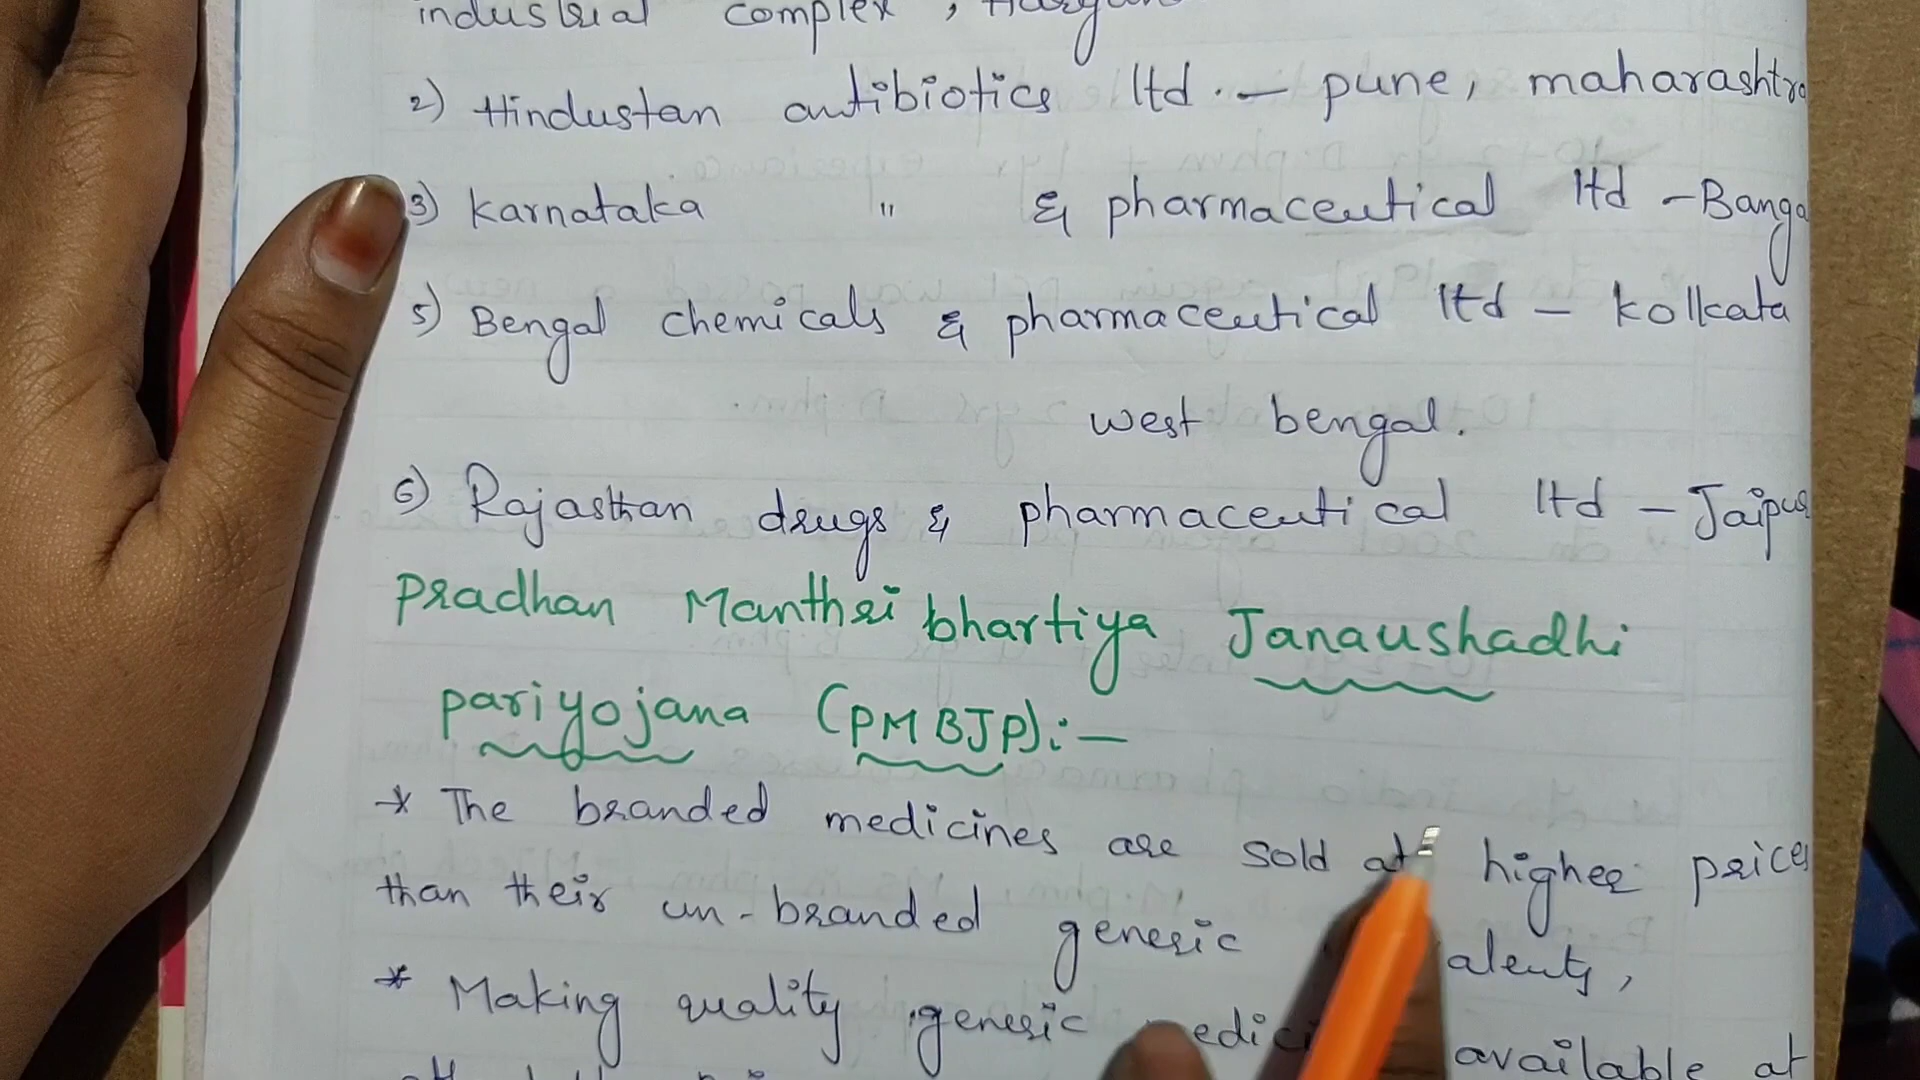 industrial complex,
2) Hindustan antibiotics ltd. - pune, maharashtra
3) Karnataka " & pharmaceutical ltd - Banga
5) Bengal chemicals & pharmaceutical ltd - kolkata
west bengal.
6) Rajasthan drugs & pharmaceutical ltd - Jaipur
Pradhan Manthri bhartiya Janaushadhi
pariyojana (PMBJP):-
* The branded medicines are sold at higher prices
than their un-branded generic alents,
* Making quality generic edici available at